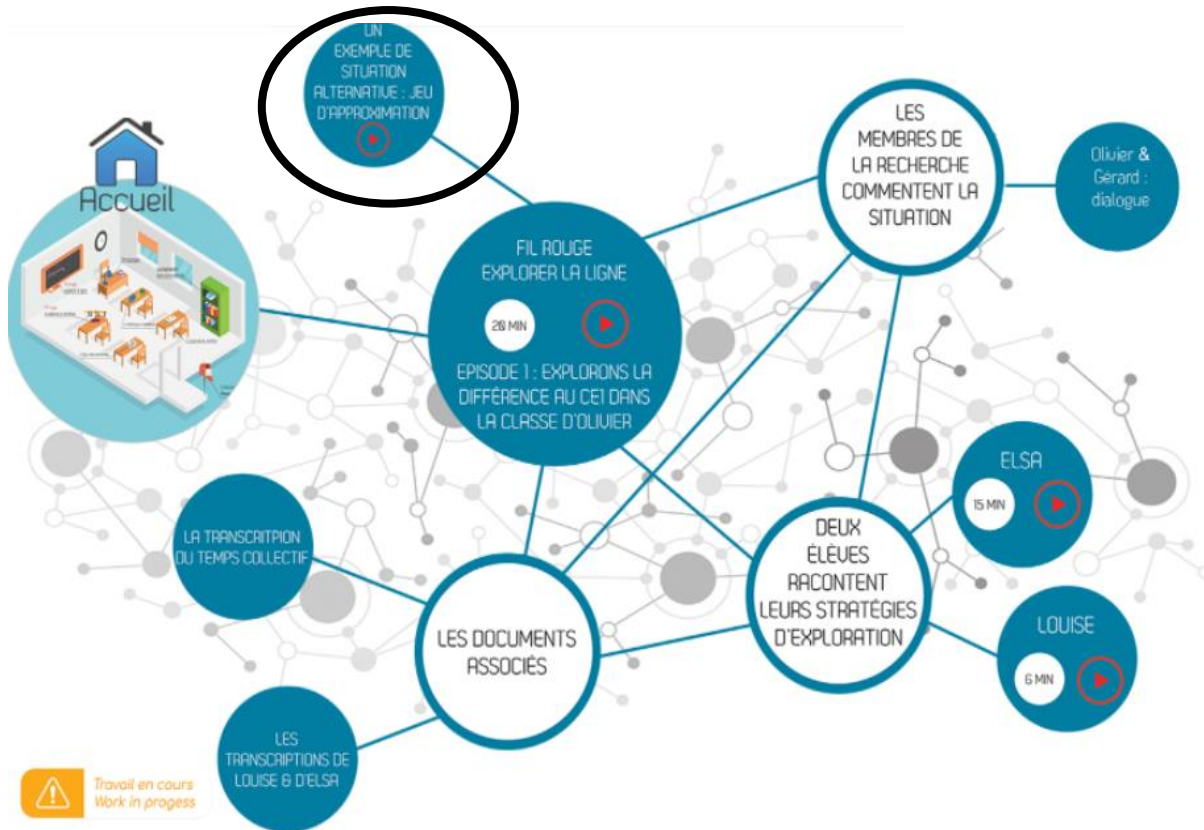 UN
EXEMPLE DE
SITUATION
ALTERNATIVE : JEU
D'APPROXIMATION
Accueil
LES
MEMBRES DE
LA RECHERCHE
COMMENTENT LA
SITUATION
Olivier &
Gérard :
dialogue
FIL ROUGE
EXPLORER LA LIGNE
20 MIN
EPISODE 1 : EXPLORONS LA
DIFFÉRENCE AU CE1 DANS
LA CLASSE D'OLIVIER
ELSA
15 MIN
LA TRANSCRITPION
DU TEMPS COLLECTIF
DEUX
ÉLÈVES
RACONTENT
LEURS STRATÉGIES
D'EXPLORATION
LES DOCUMENTS
ASSOCIÉS
LOUISE
6 MIN
LES
TRANSCRIPTIONS DE
LOUISE & D'ELSA
Travail en cours
Work in progess